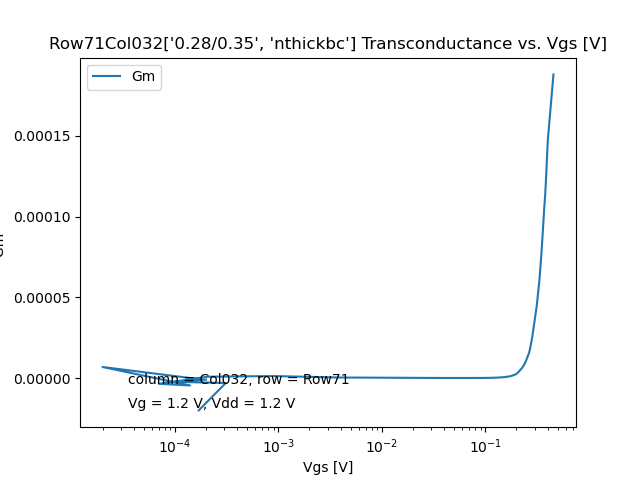 Row71Col032['0.28/0.35', 'nthickbc'] Transconductance vs. Vgs [V]
Gm
0.00015
0.00010
0.00005
0.00000
column = Col032, row = Row71
Vg = 1.2 V, Vdd = 1.2 V
10⁻⁴ 10⁻³ 10⁻² 10⁻¹
Vgs [V]